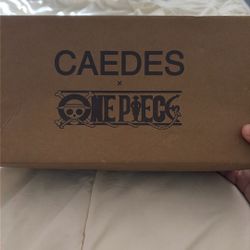 CAEDES
×
ONE PIECE